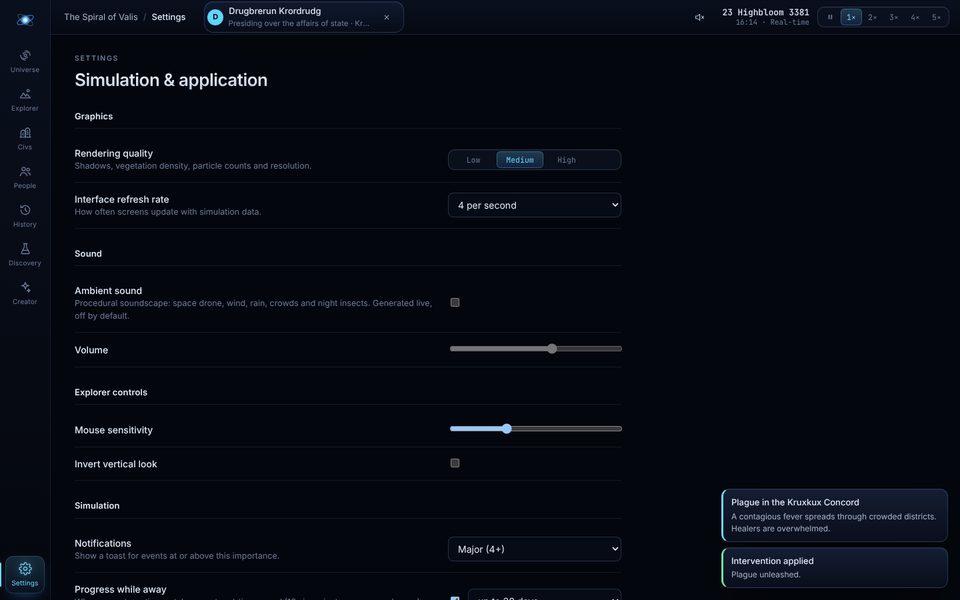 The Spiral of Valis / Settings
D
Drugbrerun Krordrudg
Presiding over the affairs of state · Kr...
×
23 Highbloom 3381
16:14 · Real-time
1× 2× 3× 4× 5×
Universe
Explorer
Civs
People
History
Discovery
Creator
Settings
SETTINGS
Simulation & application
Graphics
Rendering quality
Shadows, vegetation density, particle counts and resolution.
Low Medium High
Interface refresh rate
How often screens update with simulation data.
4 per second
Sound
Ambient sound
Procedural soundscape: space drone, wind, rain, crowds and night insects. Generated live,
off by default.
Volume
Explorer controls
Mouse sensitivity
Invert vertical look
Simulation
Notifications
Show a toast for events at or above this importance.
Major (4+)
Progress while away
Plague in the Kruxkux Concord
A contagious fever spreads through crowded districts.
Healers are overwhelmed.
Intervention applied
Plague unleashed.